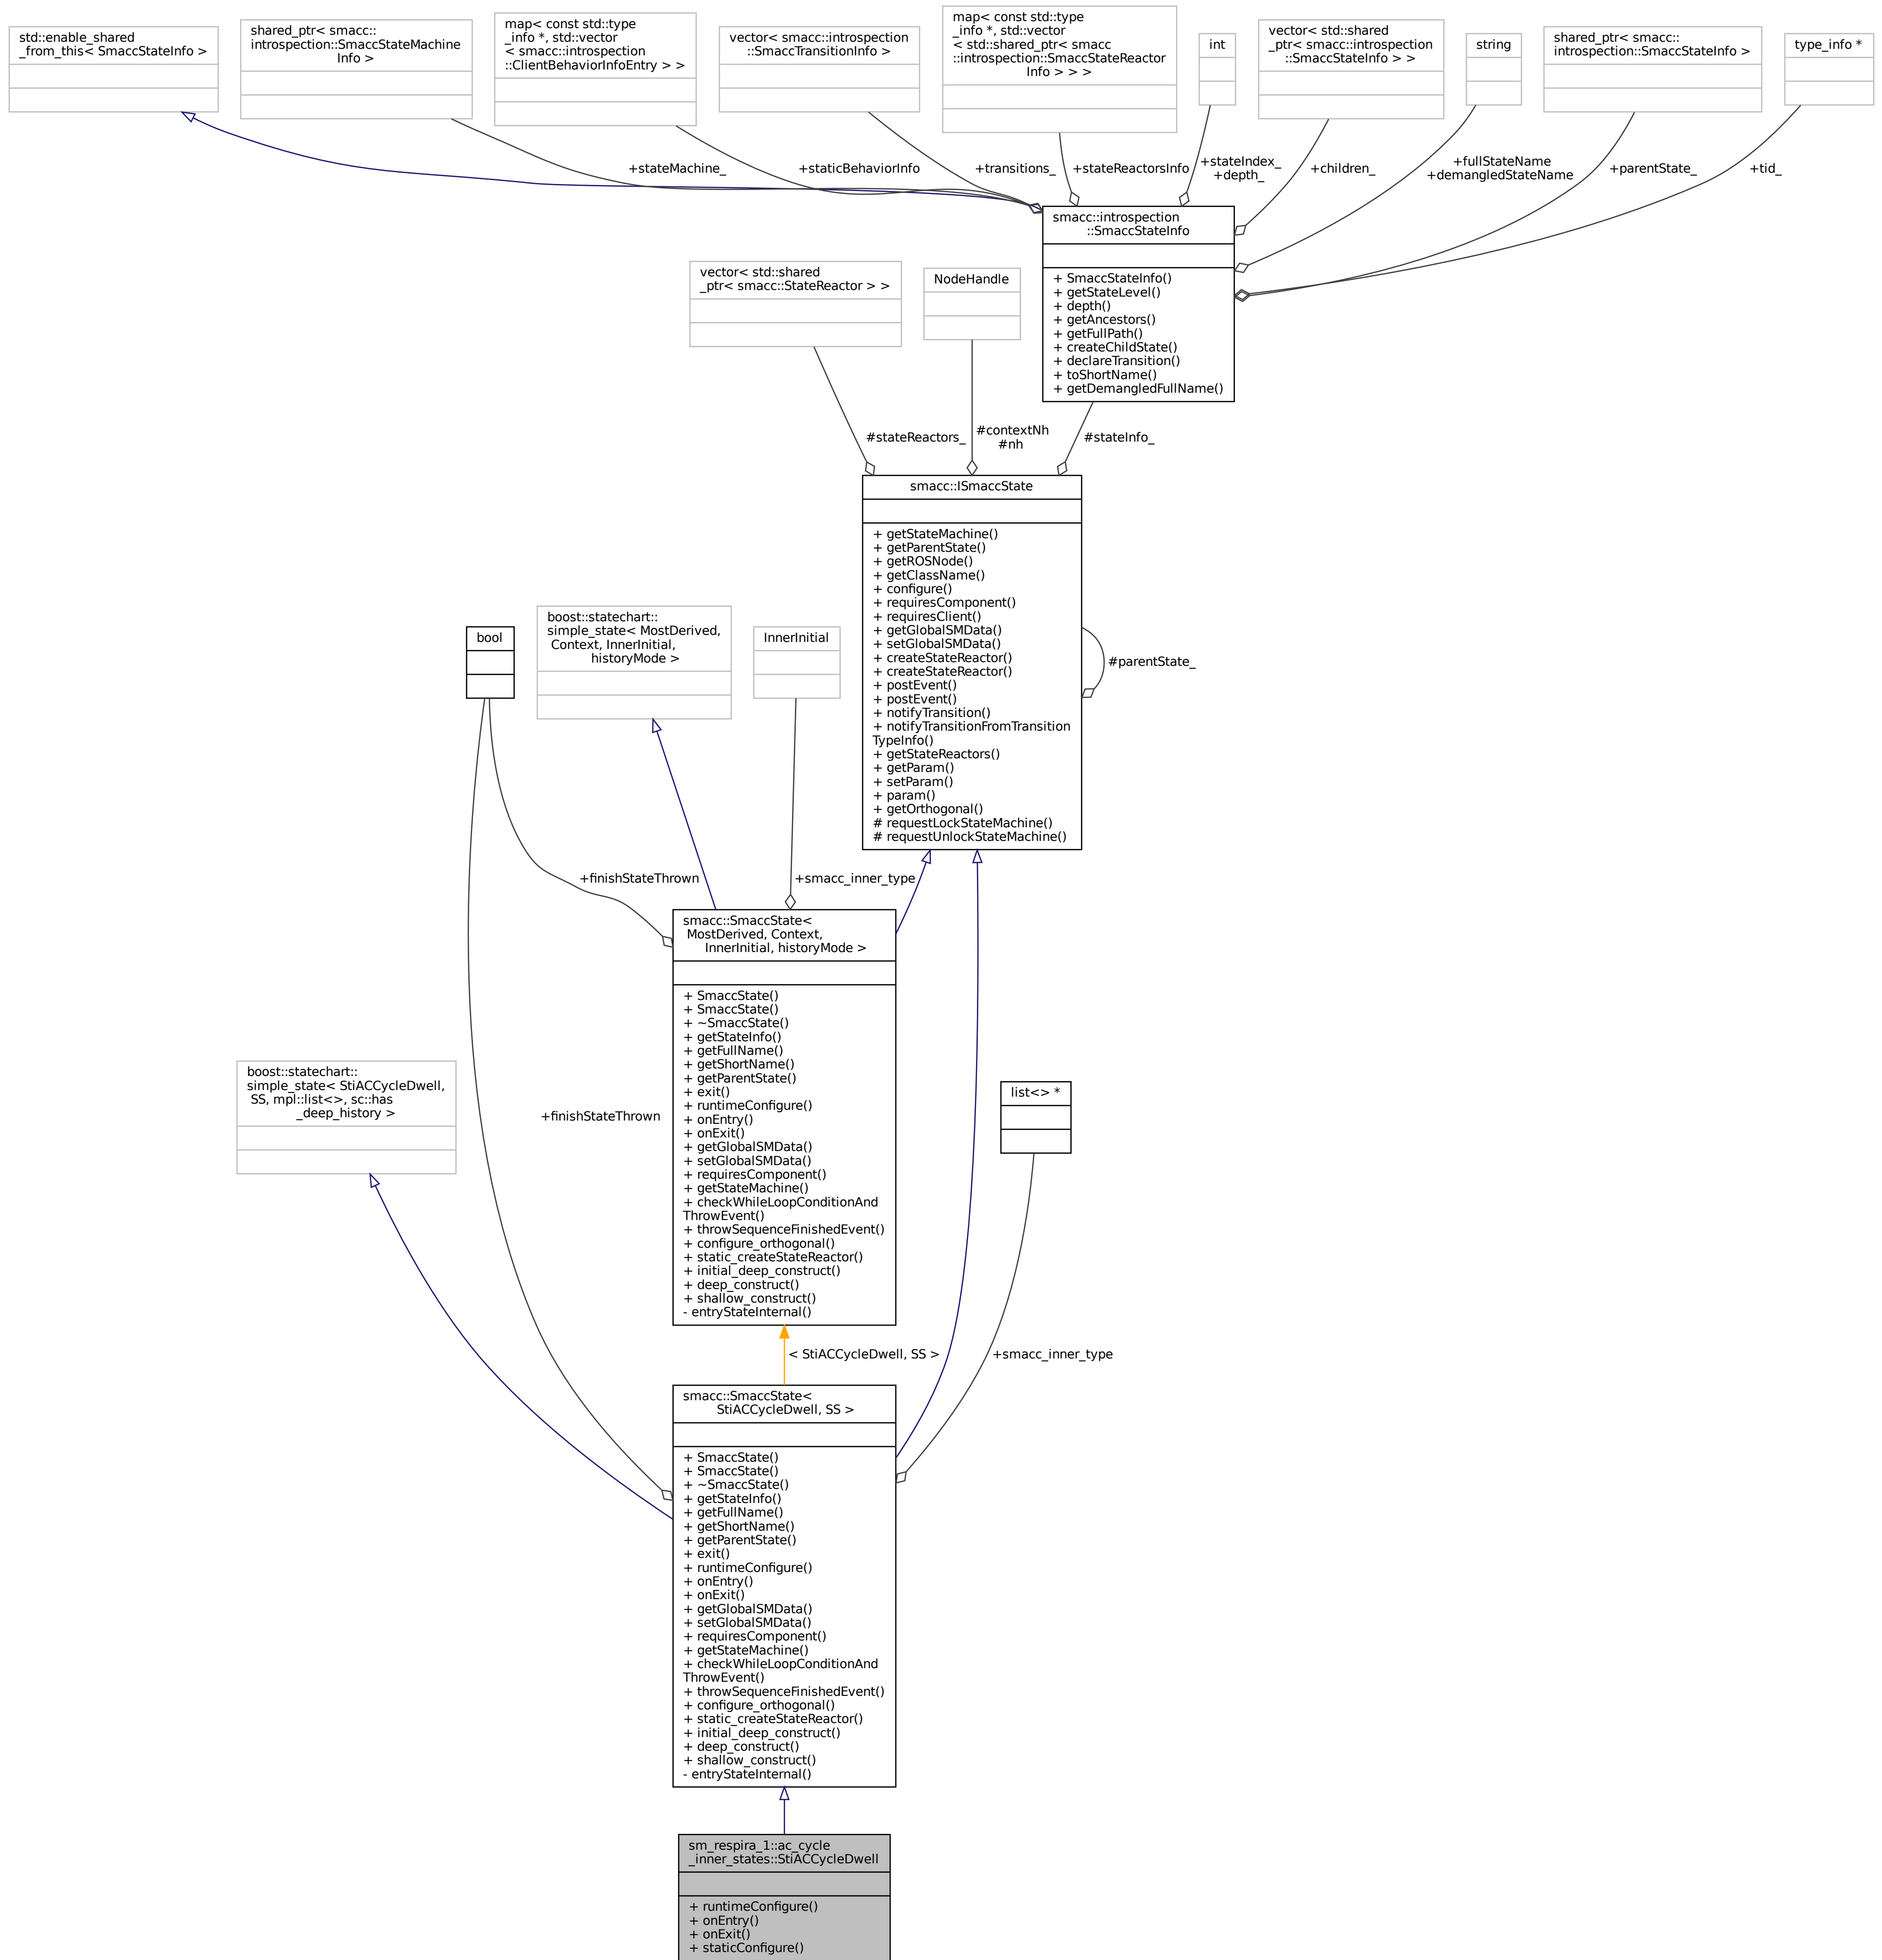 std::enable_shared
_from_this< SmaccStateInfo >
shared_ptr< smacc::
introspection::SmaccStateMachine
Info >
map< const std::type
_info *, std::vector
< smacc::introspection
::ClientBehaviorInfoEntry > >
vector< smacc::introspection
::SmaccTransitionInfo >
map< const std::type
_info *, std::vector
< std::shared_ptr< smacc
::introspection::SmaccStateReactor
Info > > >
int
vector< std::shared
_ptr< smacc::introspection
::SmaccStateInfo > >
string
shared_ptr< smacc::
introspection::SmaccStateInfo >
type_info *
+stateMachine_
+staticBehaviorInfo
+transitions_
+stateReactorsInfo
+stateIndex_
+depth_
+children_
+fullStateName
+demangledStateName
+parentState_
+tid_
smacc::introspection
::SmaccStateInfo
+ SmaccStateInfo()
+ getStateLevel()
+ depth()
+ getAncestors()
+ getFullPath()
+ createChildState()
+ declareTransition()
+ toShortName()
+ getDemangledFullName()
vector< std::shared
_ptr< smacc::StateReactor > >
NodeHandle
#stateReactors_
#contextNh
#nh
#stateInfo_
smacc::ISmaccState
+ getStateMachine()
+ getParentState()
+ getROSNode()
+ getClassName()
+ configure()
+ requiresComponent()
+ requiresClient()
+ getGlobalSMData()
+ setGlobalSMData()
+ createStateReactor()
+ createStateReactor()
+ postEvent()
+ postEvent()
+ notifyTransition()
+ notifyTransitionFromTransition
TypeInfo()
+ getStateReactors()
+ getParam()
+ setParam()
+ param()
+ getOrthogonal()
# requestLockStateMachine()
# requestUnlockStateMachine()
#parentState_
bool
boost::statechart::
simple_state< MostDerived,
Context, InnerInitial,
historyMode >
InnerInitial
+finishStateThrown
+smacc_inner_type
smacc::SmaccState<
MostDerived, Context,
InnerInitial, historyMode >
+ SmaccState()
+ SmaccState()
+ ~SmaccState()
+ getStateInfo()
+ getFullName()
+ getShortName()
+ getParentState()
+ exit()
+ runtimeConfigure()
+ onEntry()
+ onExit()
+ getGlobalSMData()
+ setGlobalSMData()
+ requiresComponent()
+ getStateMachine()
+ checkWhileLoopConditionAnd
ThrowEvent()
+ throwSequenceFinishedEvent()
+ configure_orthogonal()
+ static_createStateReactor()
+ initial_deep_construct()
+ deep_construct()
+ shallow_construct()
- entryStateInternal()
boost::statechart::
simple_state< StiACCycleDwell,
SS, mpl::list<>, sc::has
_deep_history >
+finishStateThrown
list<> *
< StiACCycleDwell, SS >
+smacc_inner_type
smacc::SmaccState<
StiACCycleDwell, SS >
+ SmaccState()
+ SmaccState()
+ ~SmaccState()
+ getStateInfo()
+ getFullName()
+ getShortName()
+ getParentState()
+ exit()
+ runtimeConfigure()
+ onEntry()
+ onExit()
+ getGlobalSMData()
+ setGlobalSMData()
+ requiresComponent()
+ getStateMachine()
+ checkWhileLoopConditionAnd
ThrowEvent()
+ throwSequenceFinishedEvent()
+ configure_orthogonal()
+ static_createStateReactor()
+ initial_deep_construct()
+ deep_construct()
+ shallow_construct()
- entryStateInternal()
sm_respira_1::ac_cycle
_inner_states::StiACCycleDwell
+ runtimeConfigure()
+ onEntry()
+ onExit()
+ staticConfigure()